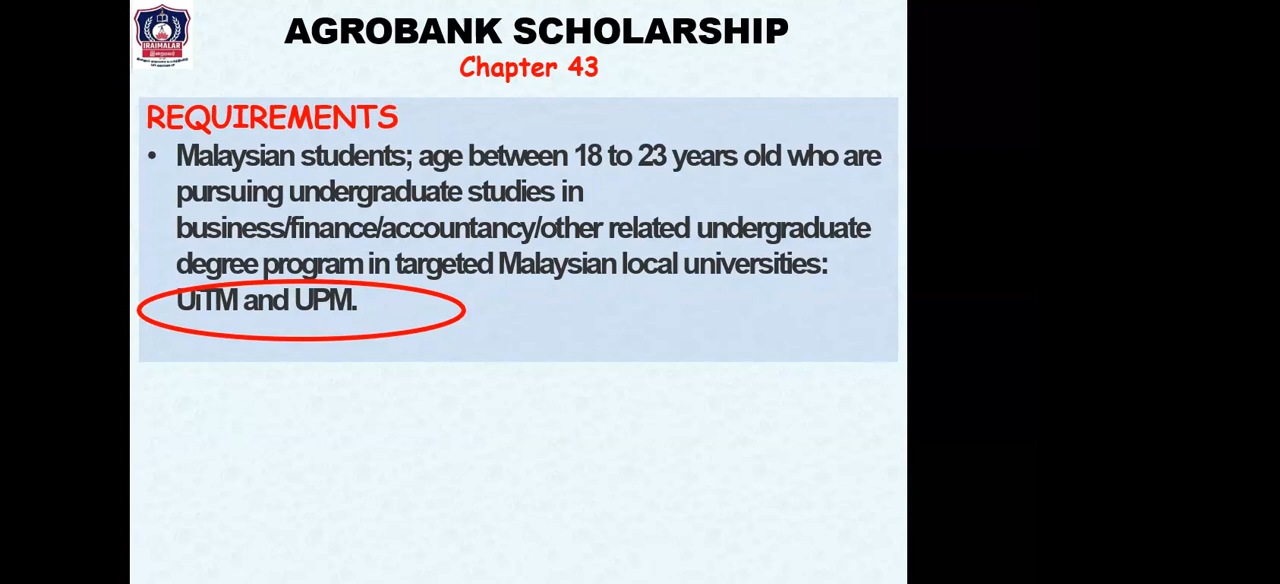 AGROBANK SCHOLARSHIP
IRAIMALAR
Chapter 43
REQUIREMENTS
• Malaysian students; age between 18 to 23 years old who are
pursuing undergraduate studies in
business/finance/accountancy/other related undergraduate
degree program in targeted Malaysian local universities:
UiTM and UPM.